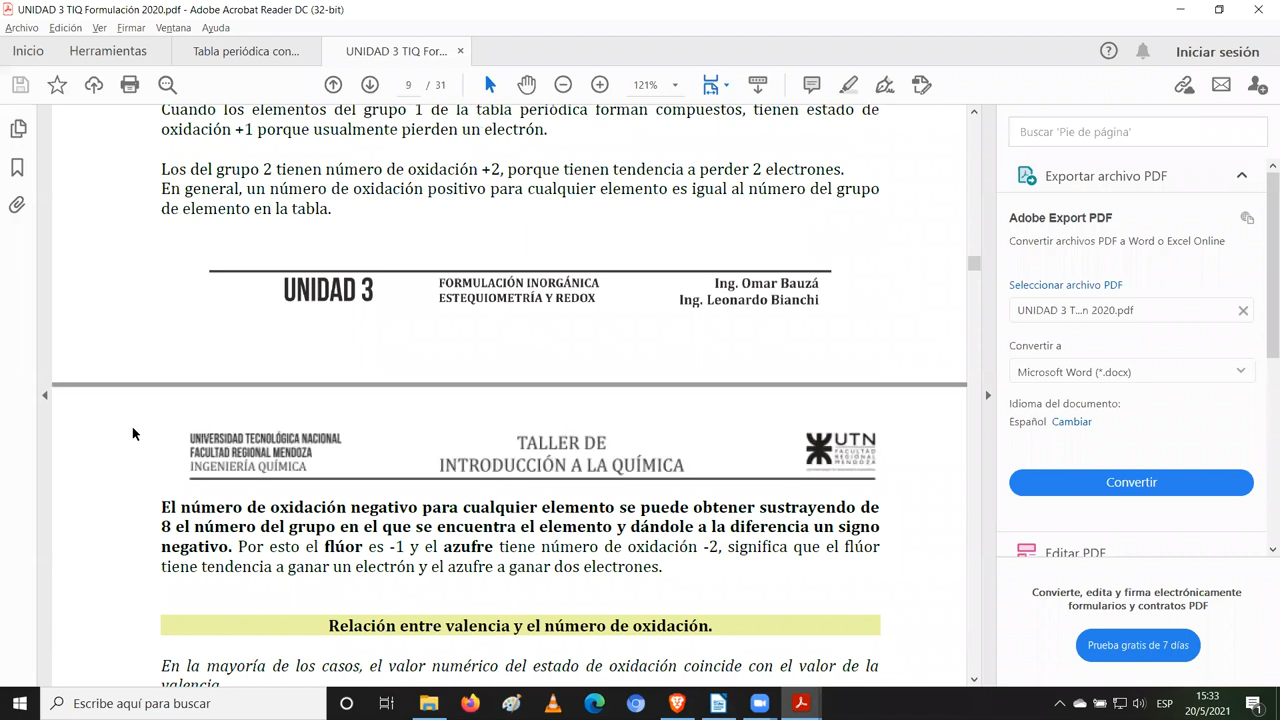 UNIDAD 3 TIQ Formulación 2020.pdf - Adobe Acrobat Reader DC (32-bit)
Archivo Edición Ver Firmar Ventana Ayuda
Inicio Herramientas Tabla periódica con... UNIDAD 3 TIQ For... × Iniciar sesión
9 / 31 121%
Cuando los elementos del grupo 1 de la tabla periódica forman compuestos, tienen estado de
oxidación +1 porque usualmente pierden un electrón.
Los del grupo 2 tienen número de oxidación +2, porque tienen tendencia a perder 2 electrones.
En general, un número de oxidación positivo para cualquier elemento es igual al número del grupo
de elemento en la tabla.
UNIDAD 3
FORMULACIÓN INORGÁNICA
ESTEQUIOMETRÍA Y REDOX
Ing. Omar Bauzá
Ing. Leonardo Bianchi
UNIVERSIDAD TECNOLÓGICA NACIONAL
FACULTAD REGIONAL MENDOZA
INGENIERÍA QUÍMICA
TALLER DE
INTRODUCCIÓN A LA QUÍMICA
UTN
FACULTAD
REGIONAL
MENDOZA
El número de oxidación negativo para cualquier elemento se puede obtener sustrayendo de
8 el número del grupo en el que se encuentra el elemento y dándole a la diferencia un signo
negativo. Por esto el flúor es -1 y el azufre tiene número de oxidación -2, significa que el flúor
tiene tendencia a ganar un electrón y el azufre a ganar dos electrones.
Relación entre valencia y el número de oxidación.
En la mayoría de los casos, el valor numérico del estado de oxidación coincide con el valor de la
valencia
Buscar 'Pie de página'
Exportar archivo PDF
Adobe Export PDF
Convertir archivos PDF a Word o Excel Online
Seleccionar archivo PDF
UNIDAD 3 T...n 2020.pdf
Convertir a
Microsoft Word (*.docx)
Idioma del documento:
Español Cambiar
Convertir
Editar PDF
Convierte, edita y firma electrónicamente
formularios y contratos PDF
Prueba gratis de 7 días
Escribe aquí para buscar
ESP
15:33
20/5/2021